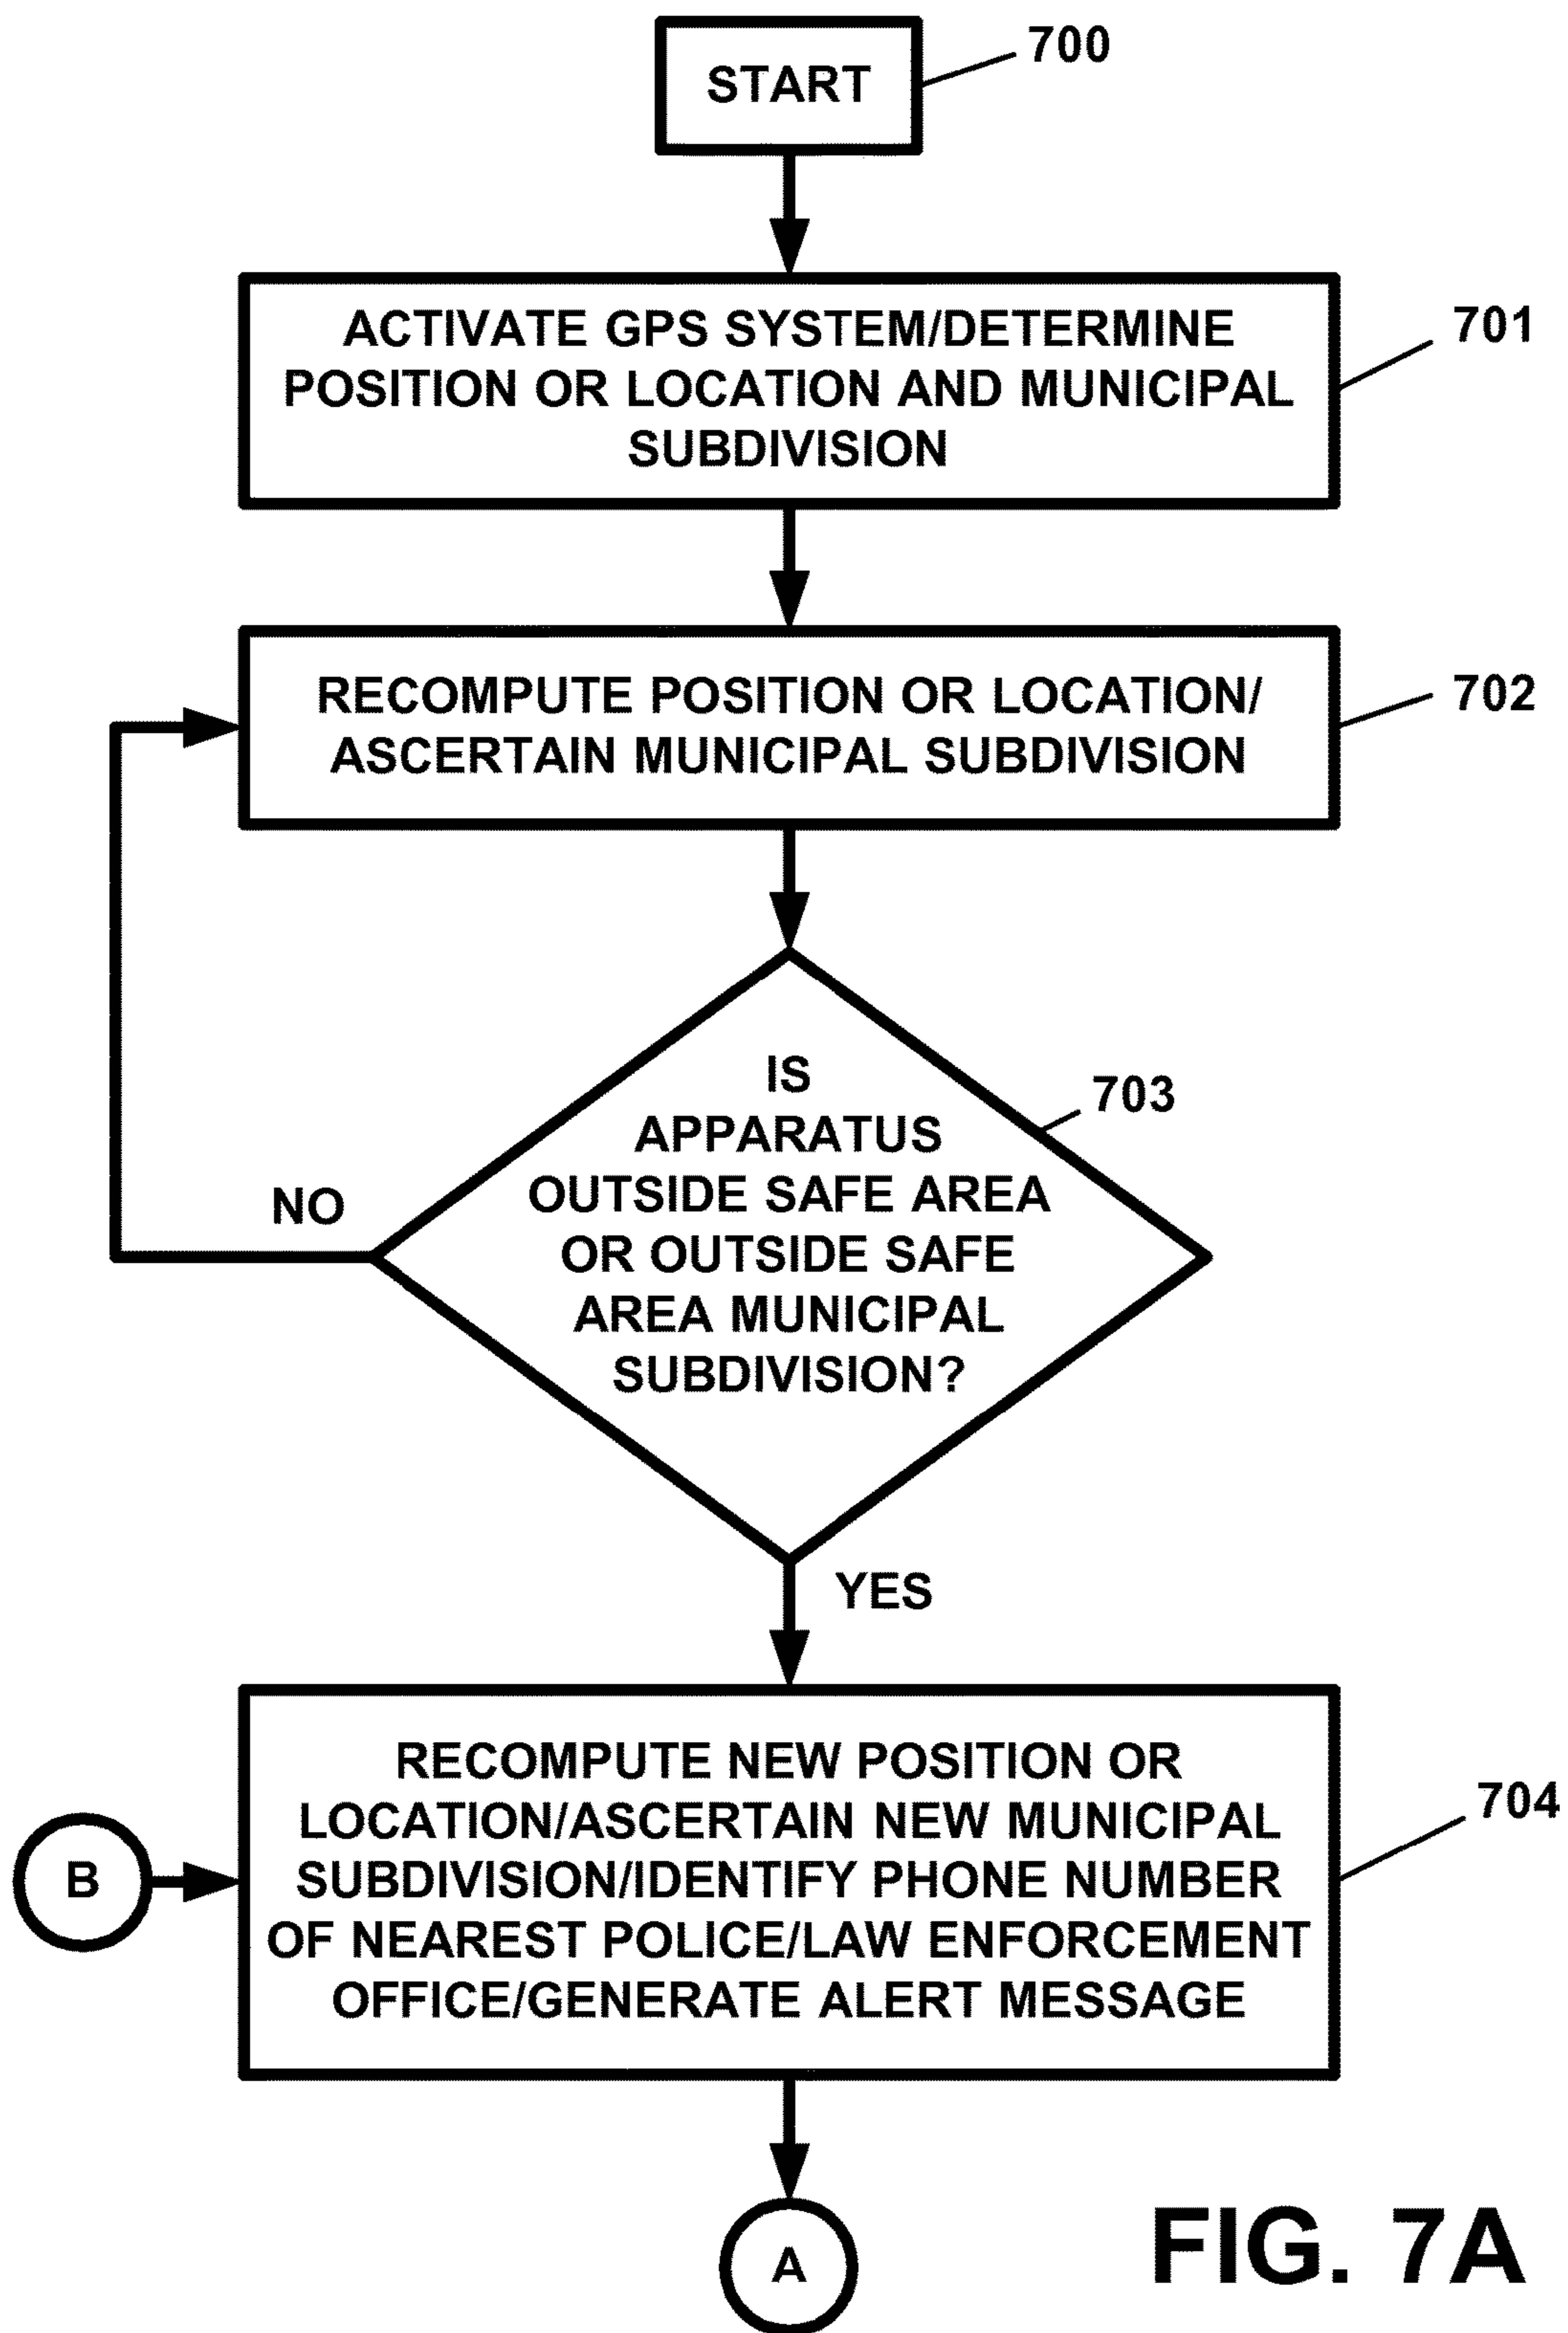 START
700
ACTIVATE GPS SYSTEM/DETERMINE
POSITION OR LOCATION AND MUNICIPAL
SUBDIVISION
701
RECOMPUTE POSITION OR LOCATION/
ASCERTAIN MUNICIPAL SUBDIVISION
702
IS
APPARATUS
OUTSIDE SAFE AREA
OR OUTSIDE SAFE
AREA MUNICIPAL
SUBDIVISION?
703
NO
YES
RECOMPUTE NEW POSITION OR
LOCATION/ASCERTAIN NEW MUNICIPAL
SUBDIVISION/IDENTIFY PHONE NUMBER
OF NEAREST POLICE/LAW ENFORCEMENT
OFFICE/GENERATE ALERT MESSAGE
704
B
A
FIG. 7A